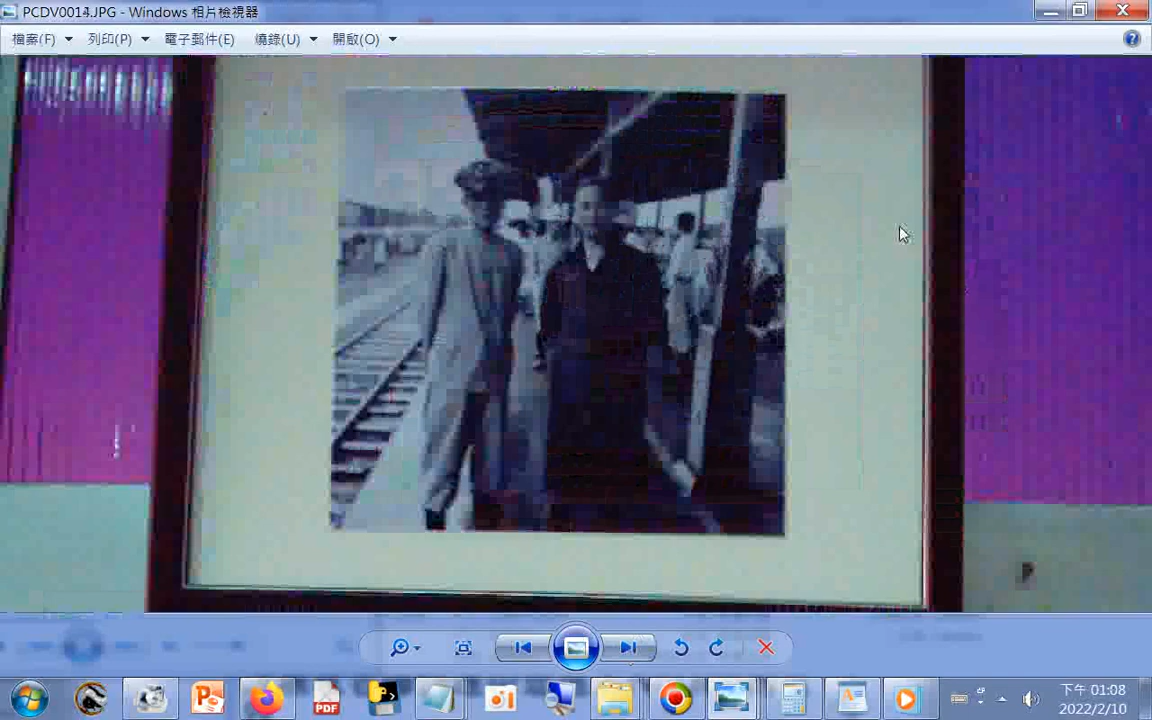 PCDV0014.JPG - Windows 相片檢視器
檔案(F) 列印(P) 電子郵件(E) 燒錄(U) 開啟(O)
下午 01:08
2022/2/10
PDF